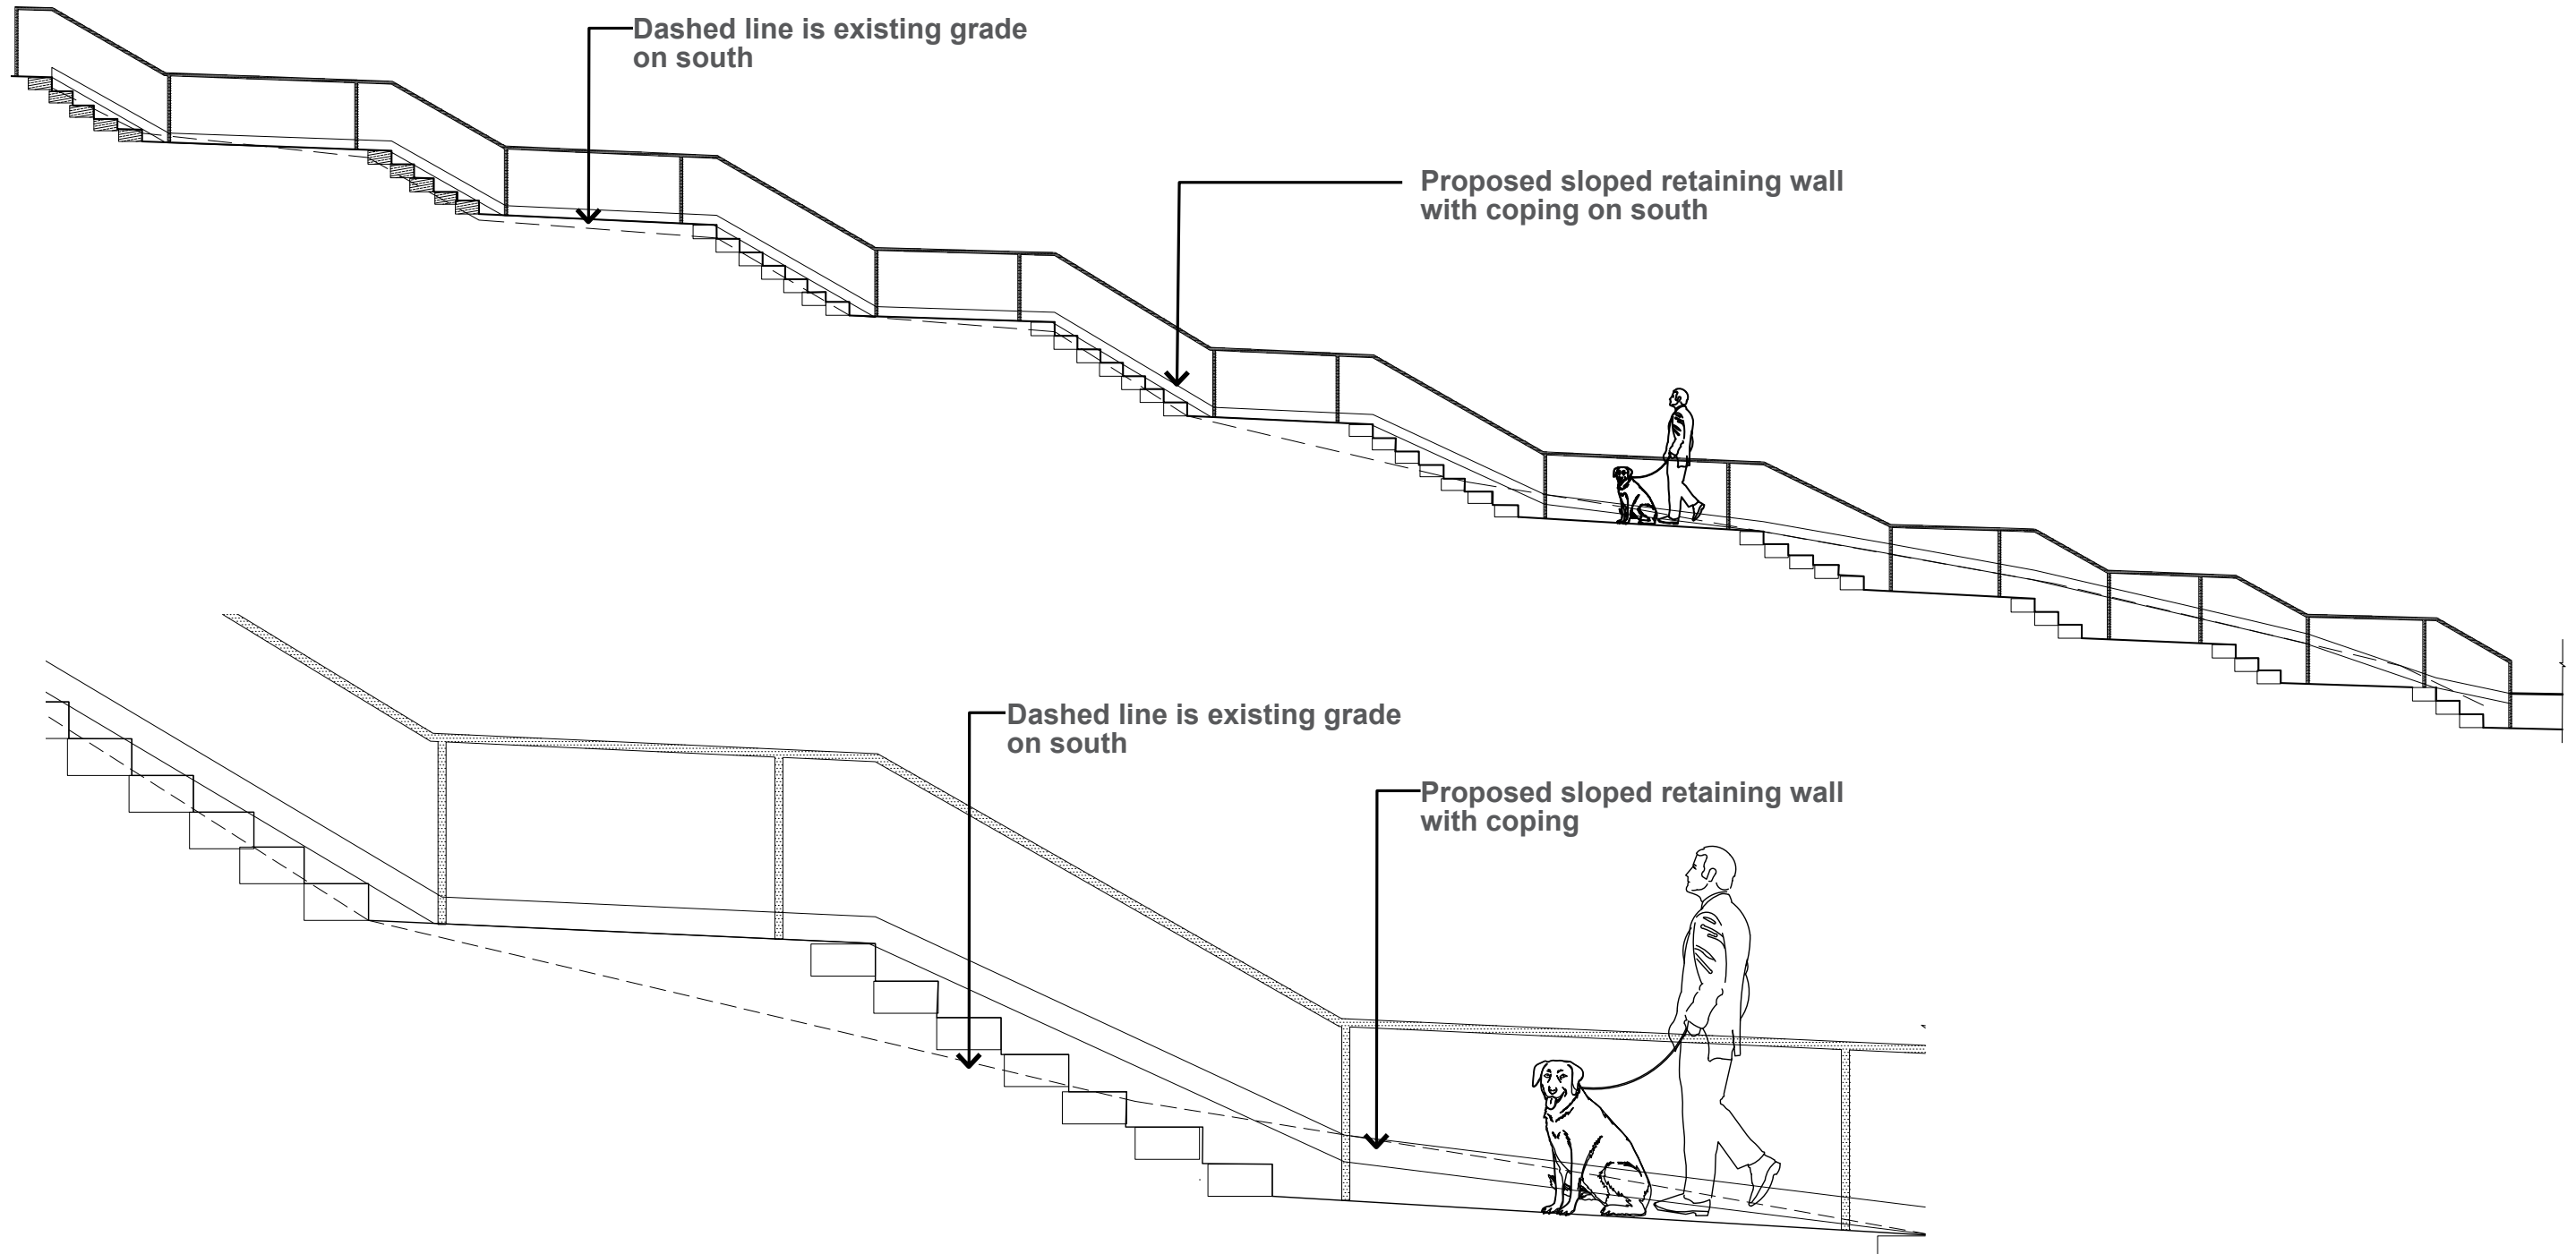 Dashed line is existing grade
on south
Proposed sloped retaining wall
with coping on south
Dashed line is existing grade
on south
Proposed sloped retaining wall
with coping